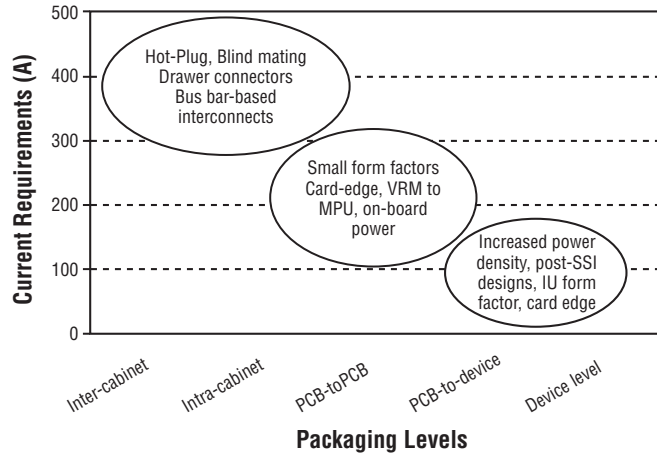 Current Requirements (A)
500
400
300
200
100
0
Hot-Plug, Blind mating
Drawer connectors
Bus bar-based
interconnects
Small form factors
Card-edge, VRM to
MPU, on-board
power
Increased power
density, post-SSI
designs, IU form
factor, card edge
Inter-cabinet
Intra-cabinet
PCB-toPCB
PCB-to-device
Device level
Packaging Levels